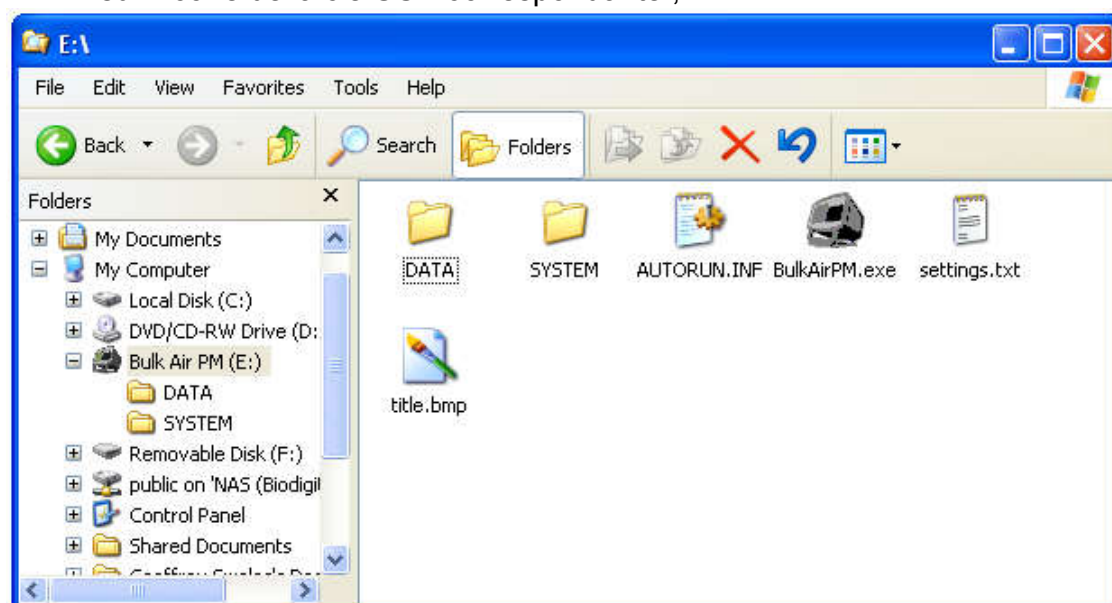 E:\
File Edit View Favorites Tools Help
Back Search Folders
Folders
My Documents
My Computer
Local Disk (C:)
DVD/CD-RW Drive (D:
Bulk Air PM (E:)
DATA
SYSTEM
Removable Disk (F:)
public on 'NAS (Biodigit
Control Panel
Shared Documents
DATA SYSTEM AUTORUN.INF BulkAirPM.exe settings.txt
title.bmp